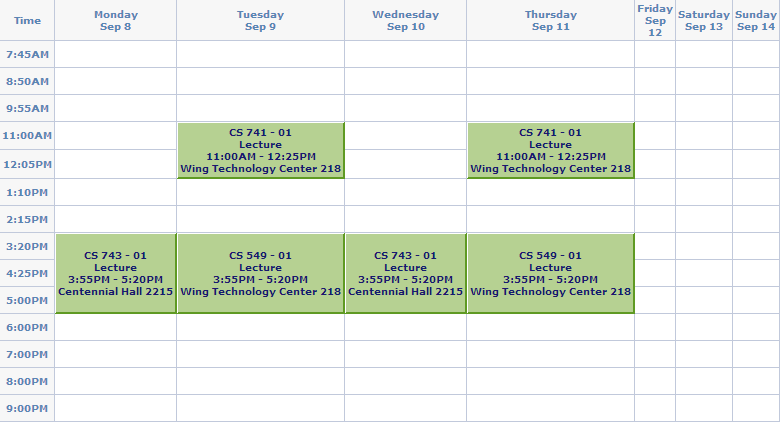 Time
Monday
Sep 8
Tuesday
Sep 9
Wednesday
Sep 10
Thursday
Sep 11
Friday
Sep
12
Saturday
Sep 13
Sunday
Sep 14
7:45AM
8:50AM
9:55AM
11:00AM
CS 741 - 01
Lecture
11:00AM - 12:25PM
Wing Technology Center 218
CS 741 - 01
Lecture
11:00AM - 12:25PM
Wing Technology Center 218
12:05PM
1:10PM
2:15PM
3:20PM
CS 743 - 01
Lecture
3:55PM - 5:20PM
Centennial Hall 2215
CS 549 - 01
Lecture
3:55PM - 5:20PM
Wing Technology Center 218
CS 743 - 01
Lecture
3:55PM - 5:20PM
Centennial Hall 2215
CS 549 - 01
Lecture
3:55PM - 5:20PM
Wing Technology Center 218
4:25PM
5:00PM
6:00PM
7:00PM
8:00PM
9:00PM